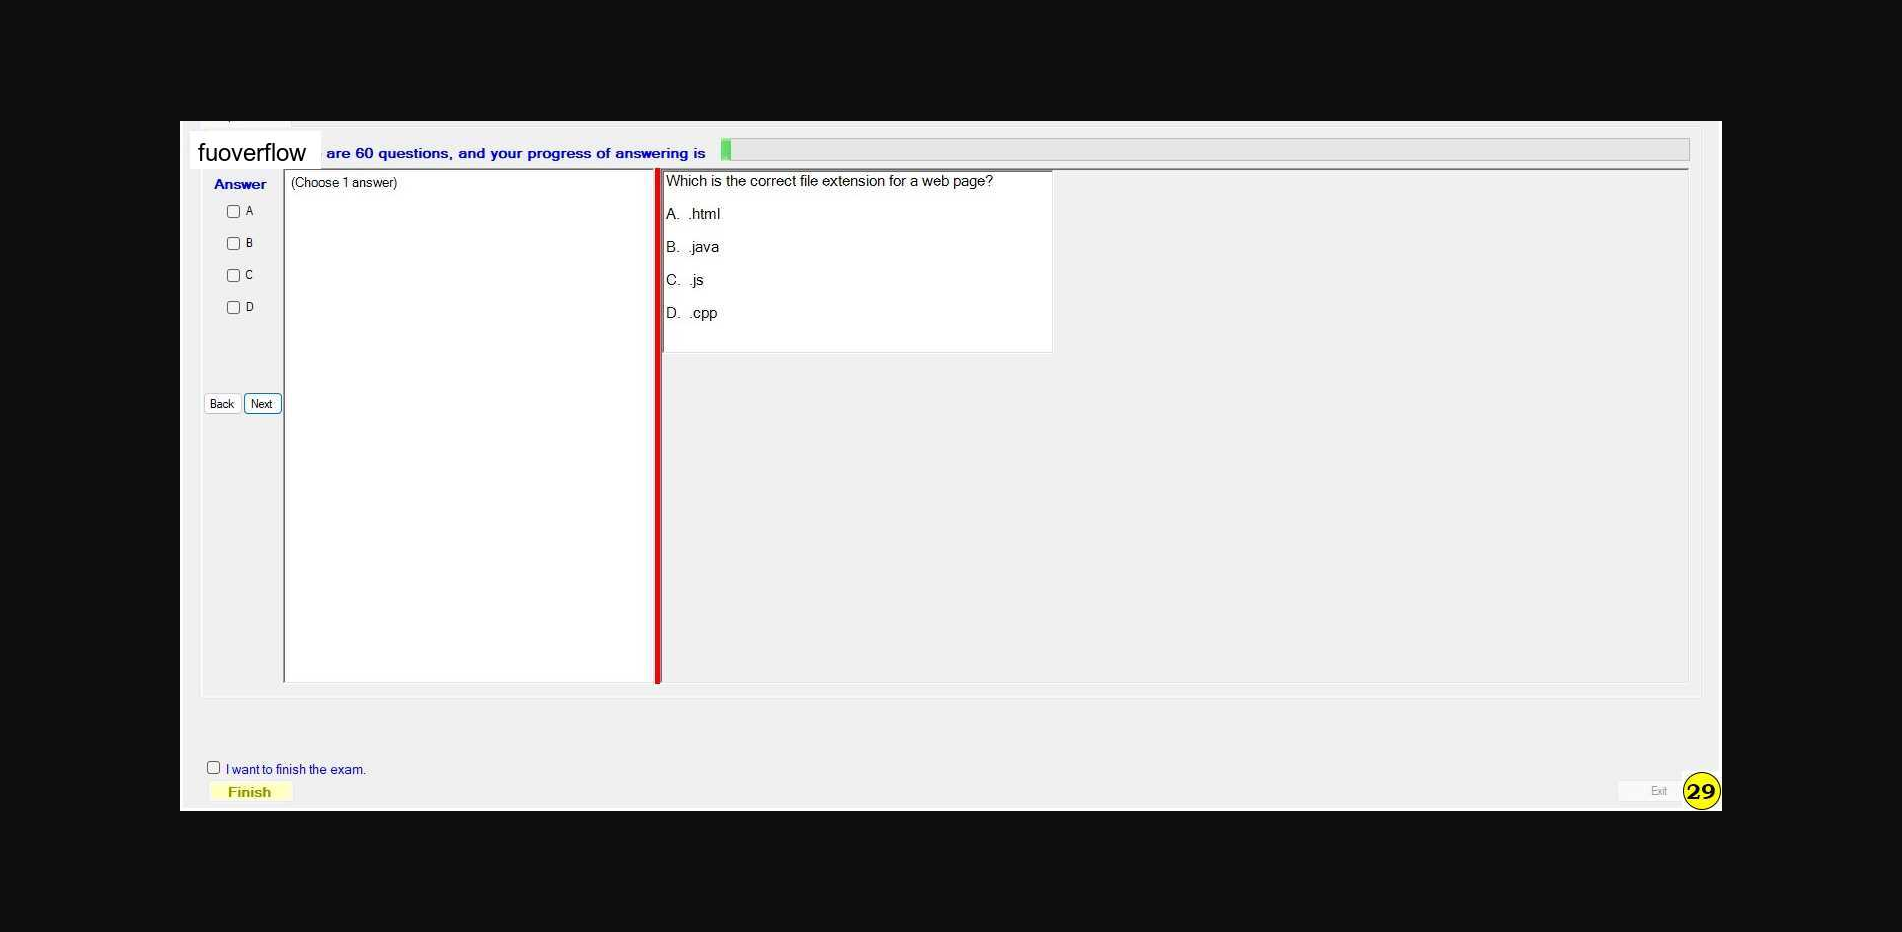 fuoverflow are 60 questions, and your progress of answering is
Answer
(Choose 1 answer)
A
B
C
D
Back Next
Which is the correct file extension for a web page?
A. .html
B. .java
C. .js
D. .cpp
I want to finish the exam.
Finish
Exit
29